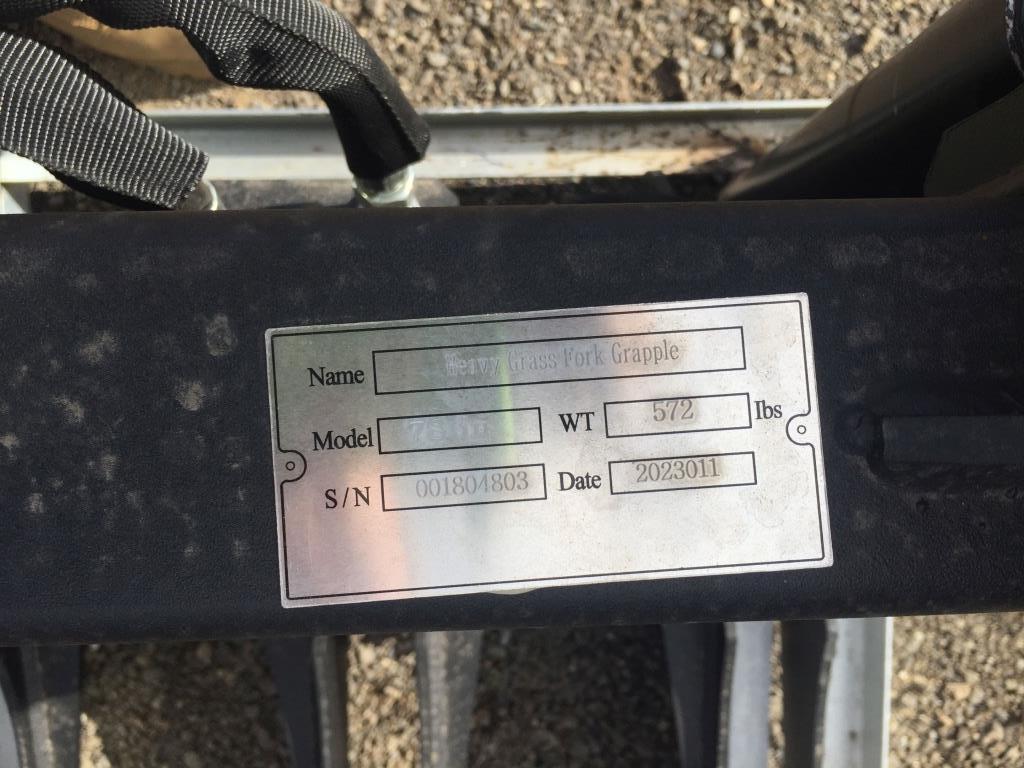 Name Heavy Grass Fork Grapple
Model WT 572 lbs
S/N 001804803 Date 2023011